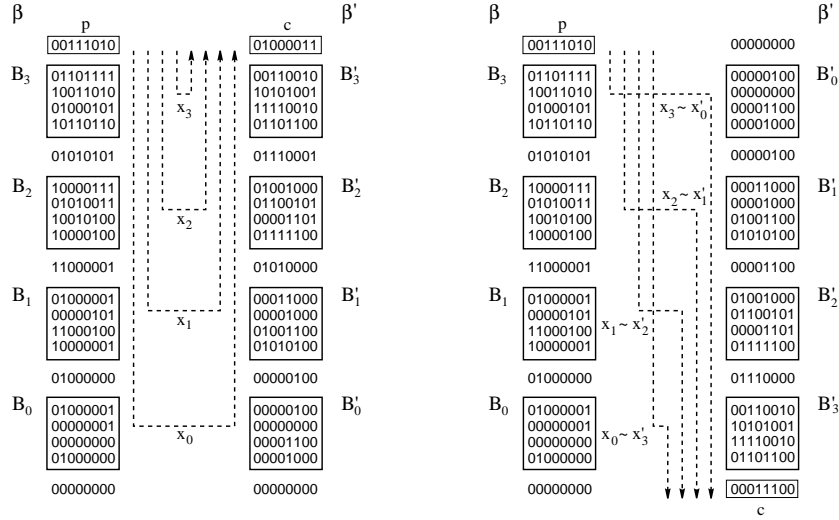 β β' β β'
p c p
00111010 01000011 00111010 00000000
B3 01101111 00110010 B'3 B3 01101111 00000100 B'0
10011010 10101001 10011010 00000000
01000101 11110010 01000101 00001100
10110110 01101100 10110110 00001000
x3 x3 ~ x'0
01010101 01110001 01010101 00000100
B2 10000111 01001000 B'2 B2 10000111 00011000 B'1
01010011 01100101 01010011 00001000
10010100 00001101 10010100 01001100
10000100 01111100 10000100 01010100
x2 x2 ~ x'1
11000001 01010000 11000001 00001100
B1 01000001 00011000 B'1 B1 01000001 01001000 B'2
00000101 00001000 00000101 01100101
11000100 01001100 11000100 00001101
10000001 01010100 10000001 01111100
x1 x1 ~ x'2
01000000 00000100 01000000 01110000
B0 01000001 00000100 B'0 B0 01000001 00110010 B'3
00000001 00000000 00000001 10101001
00000000 00001100 00000000 11110010
01000000 00001000 01000000 01101100
x0 x0 ~ x'3
00000000 00000000 00000000 00011100
c